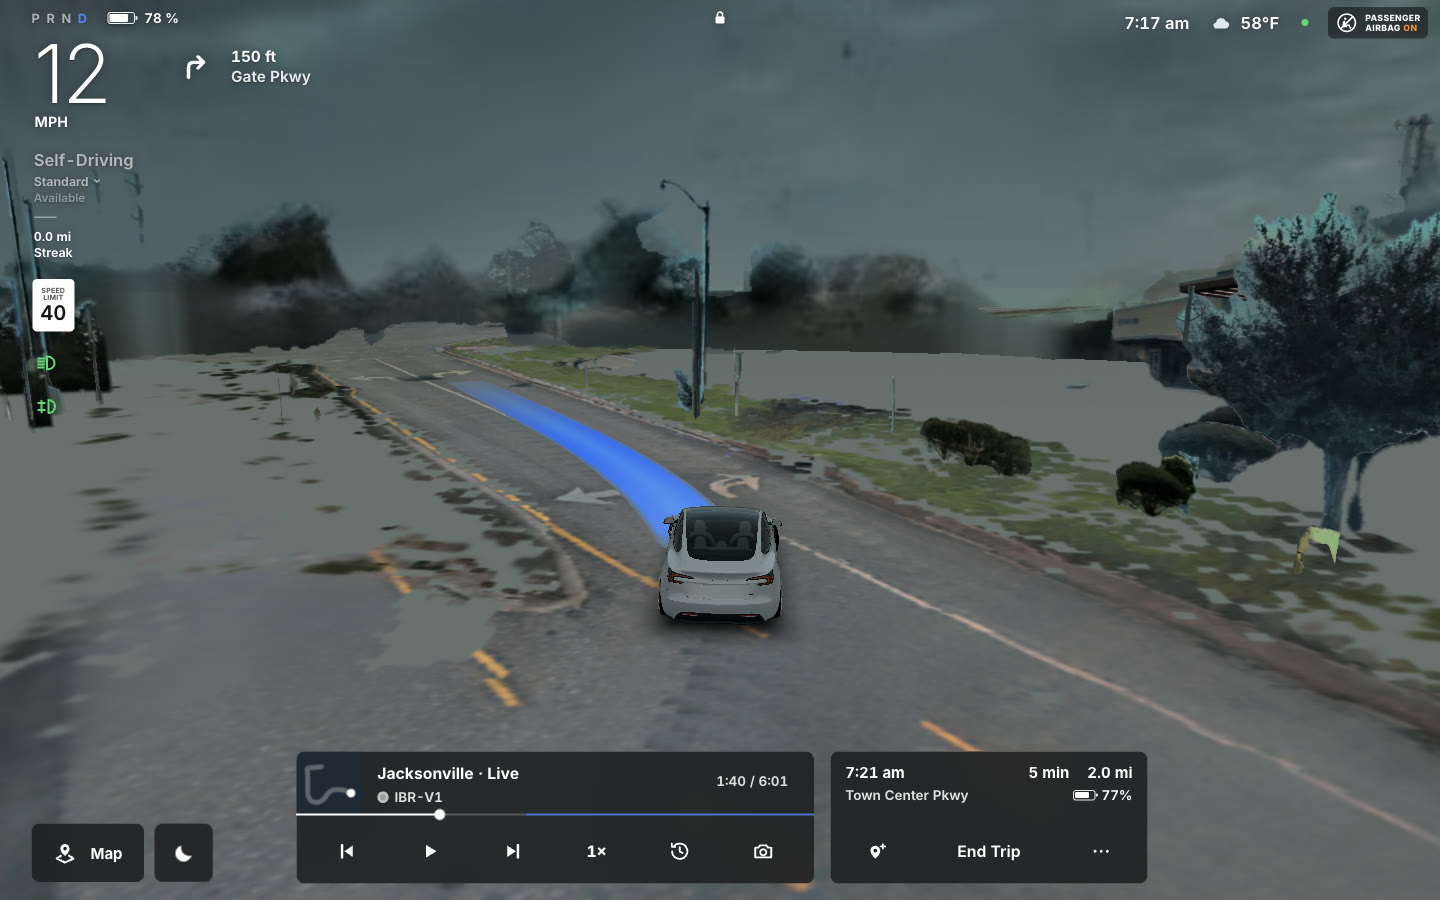 P R N D 78 %
12
MPH
150 ft
Gate Pkwy
7:17 am 58°F
PASSENGER
AIRBAG ON
Self-Driving
Standard
Available
0.0 mi
Streak
SPEED
LIMIT
40
Jacksonville · Live
IBR-V1
1:40 / 6:01
1×
7:21 am 5 min 2.0 mi
Town Center Pkwy 77%
End Trip
Map